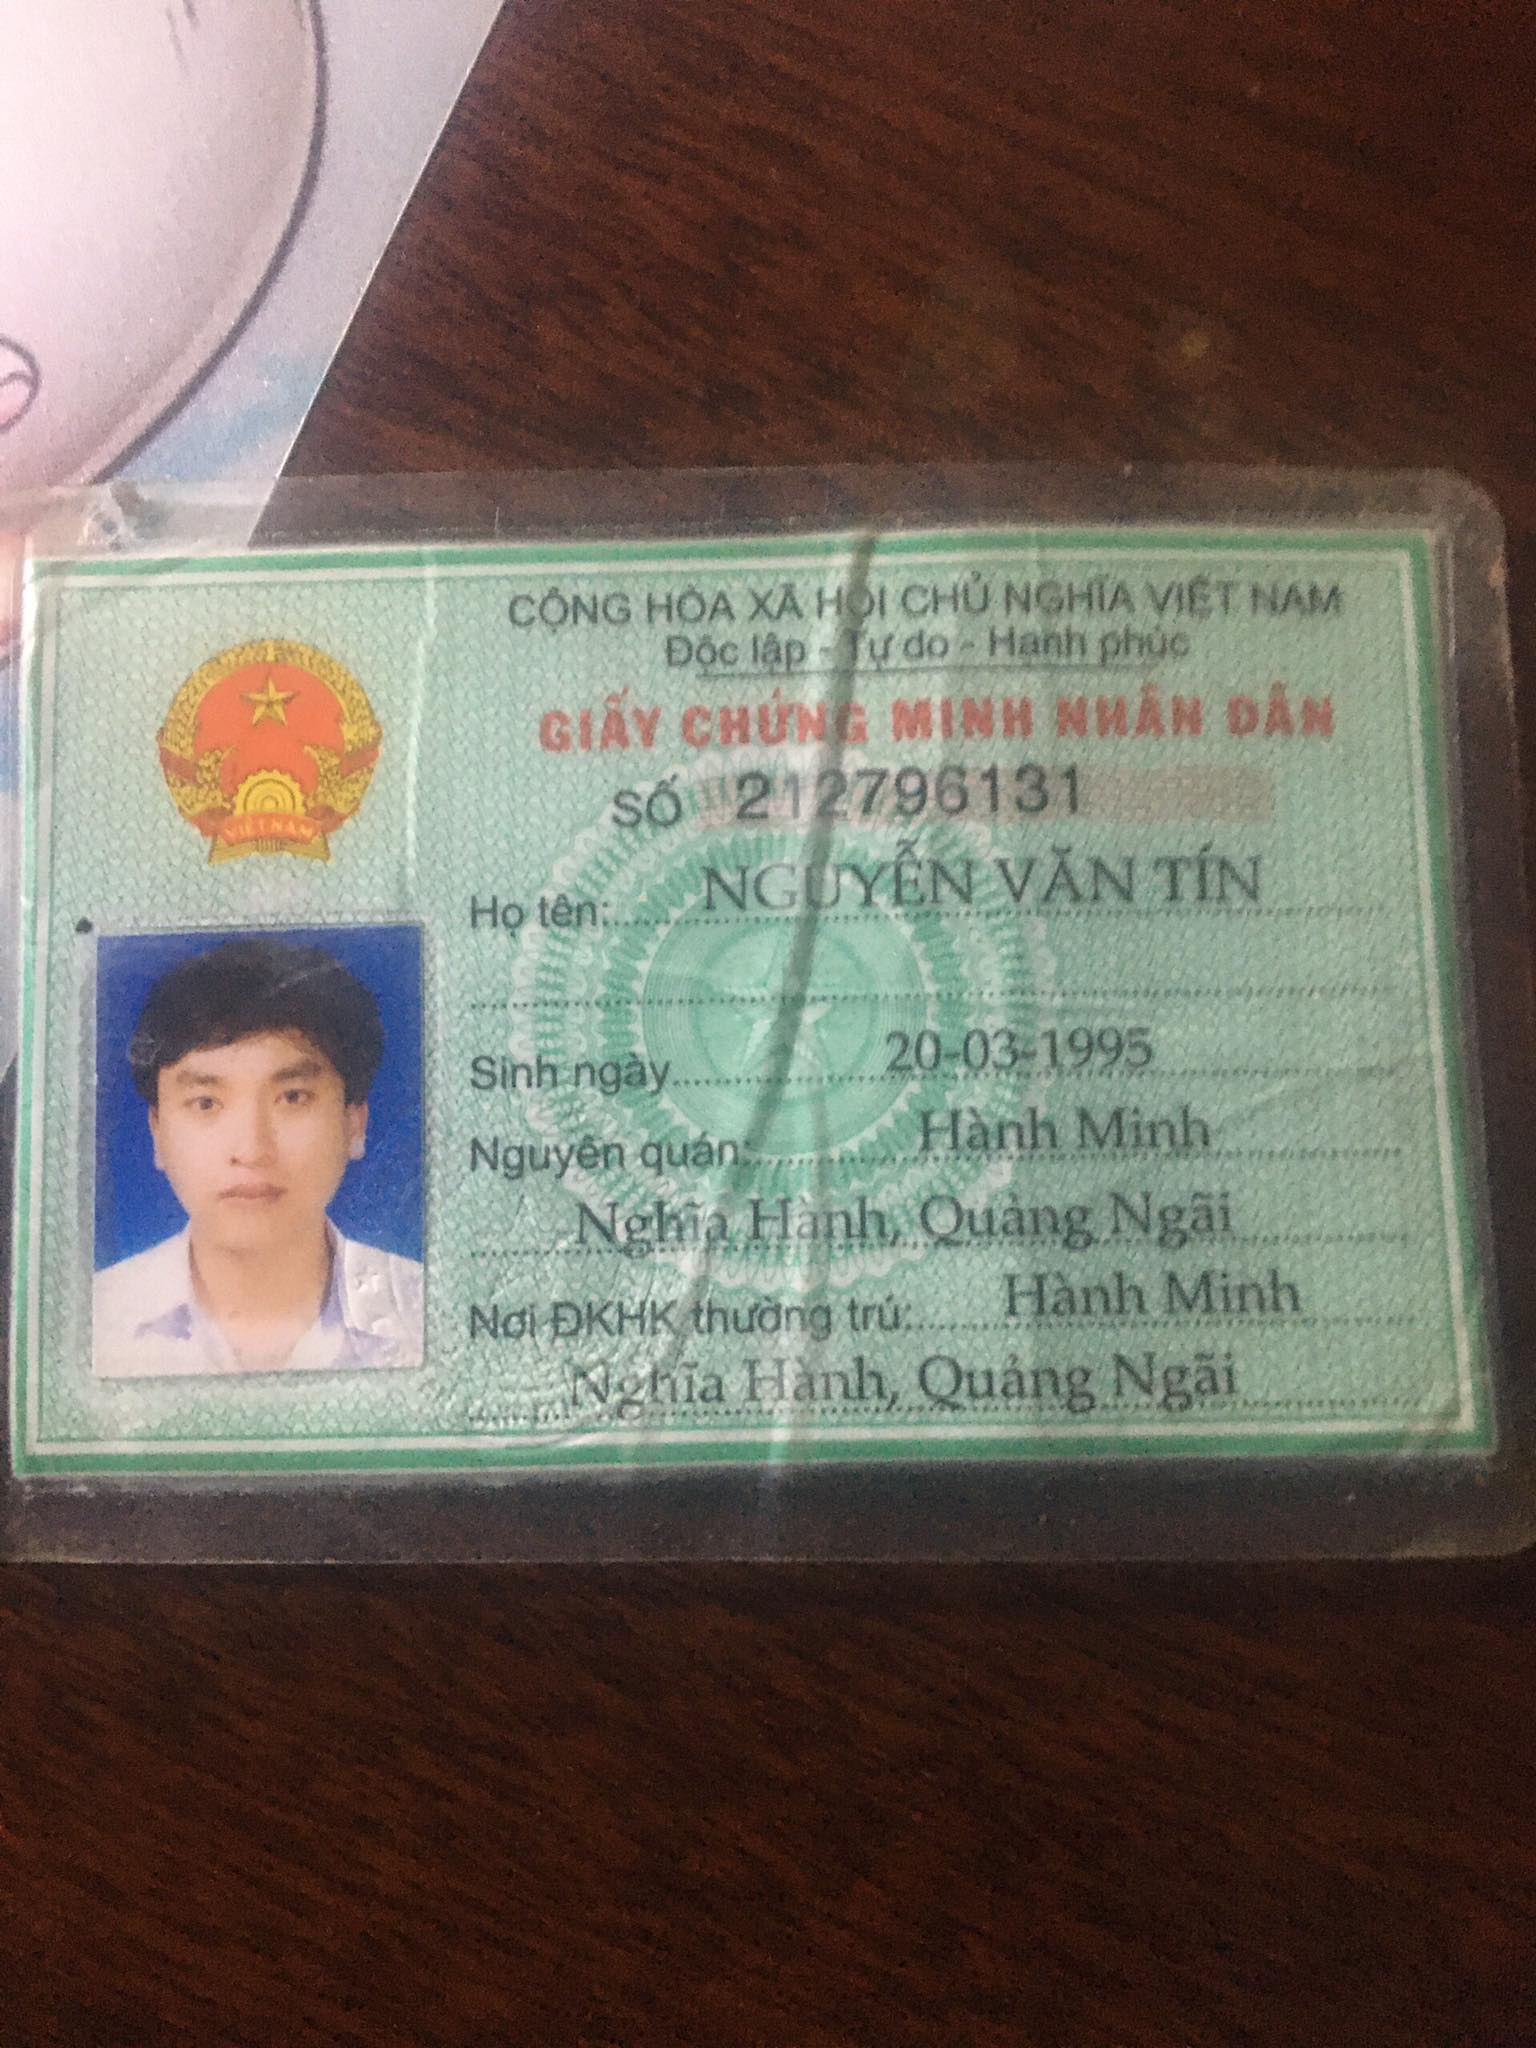 CỘNG HÒA XÃ HỘI CHỦ NGHĨA VIỆT NAM
Độc lập - Tự do - Hạnh phúc
GIẤY CHỨNG MINH NHÂN DÂN
SỐ 212796131
VIỆT NAM
Họ tên: NGUYỄN VĂN TÍN
Sinh ngày 20-03-1995
Nguyên quán: Hành Minh
Nghĩa Hành, Quảng Ngãi
Nơi ĐKHK thường trú: Hành Minh
Nghĩa Hành, Quảng Ngãi